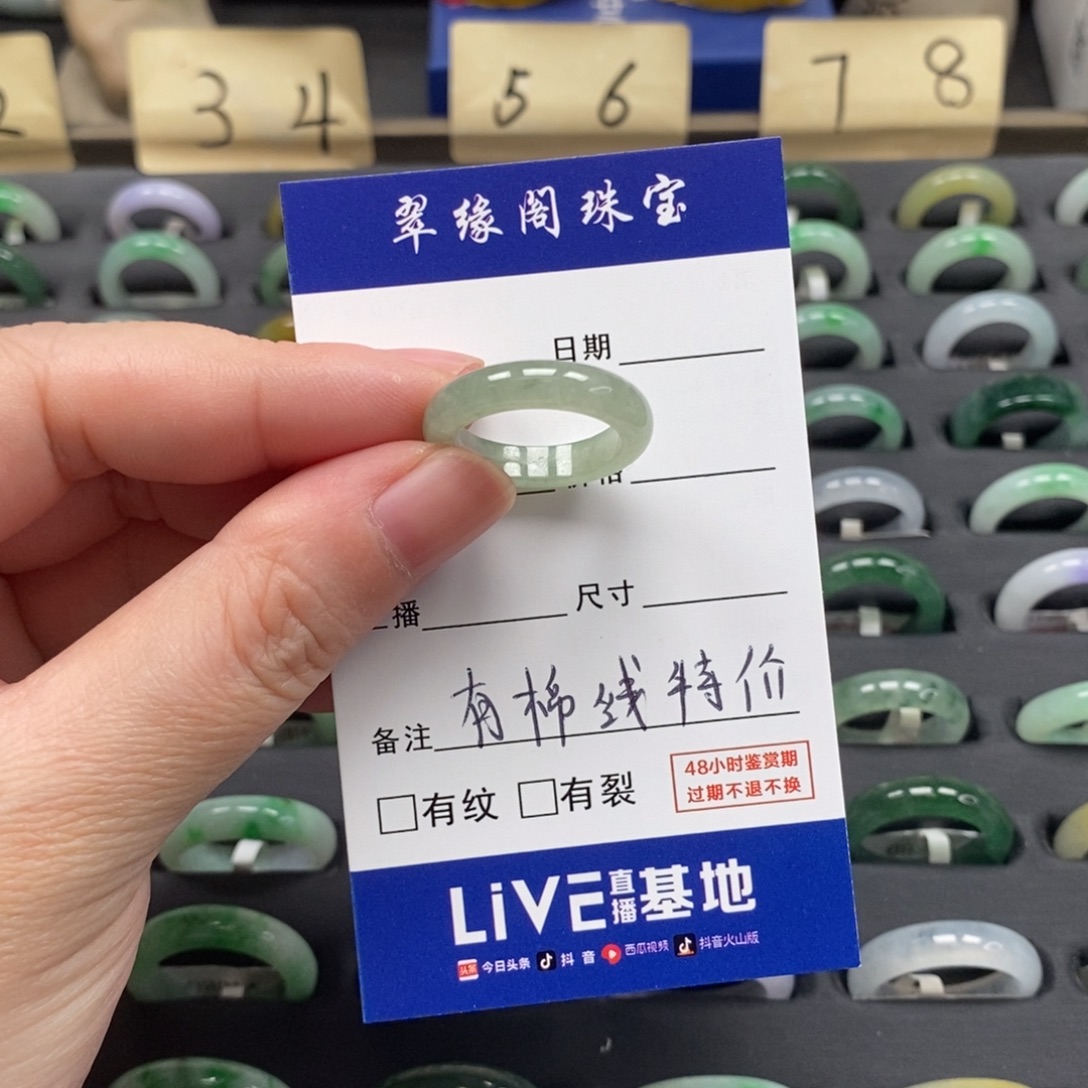 2
3 4
5 6
7 8
翠缘阁珠宝
日期
播
尺寸
备注 有棉线特价
□有纹 □有裂
48小时鉴赏期
过期不退不换
LiVE直播基地
头条 今日头条 抖音 西瓜视频 抖音火山版